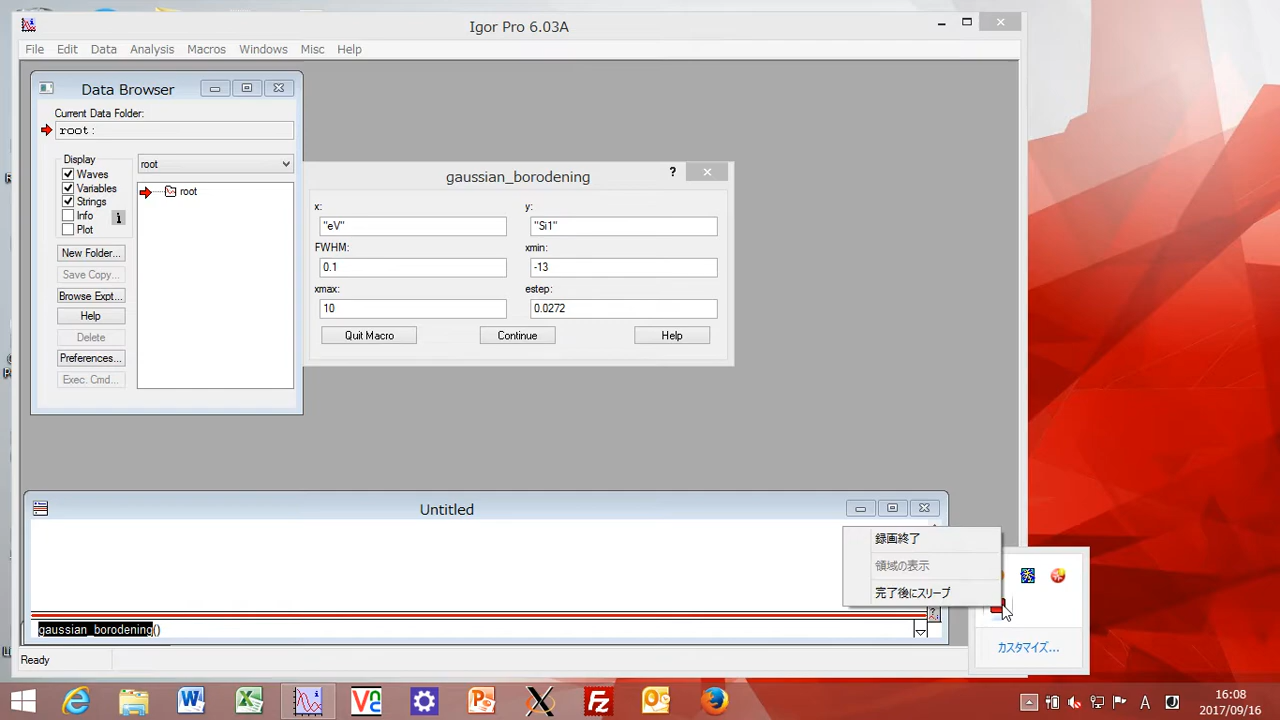 Igor Pro 6.03A
File Edit Data Analysis Macros Windows Misc Help
Data Browser
Current Data Folder:
root:
Display
Waves
Variables
Strings
Info
Plot
root
root
New Folder...
Save Copy...
Browse Expt...
Help
Delete
Preferences...
Exec. Cmd...
gaussian_borodening
?
x:
y:
"eV"
"Si1"
FWHM:
xmin:
0.1
-13
xmax:
estep:
10
0.0272
Quit Macro
Continue
Help
Untitled
録画終了
領域の表示
完了後にスリープ
カスタマイズ...
gaussian_borodening()
Ready
A
16:08
2017/09/16